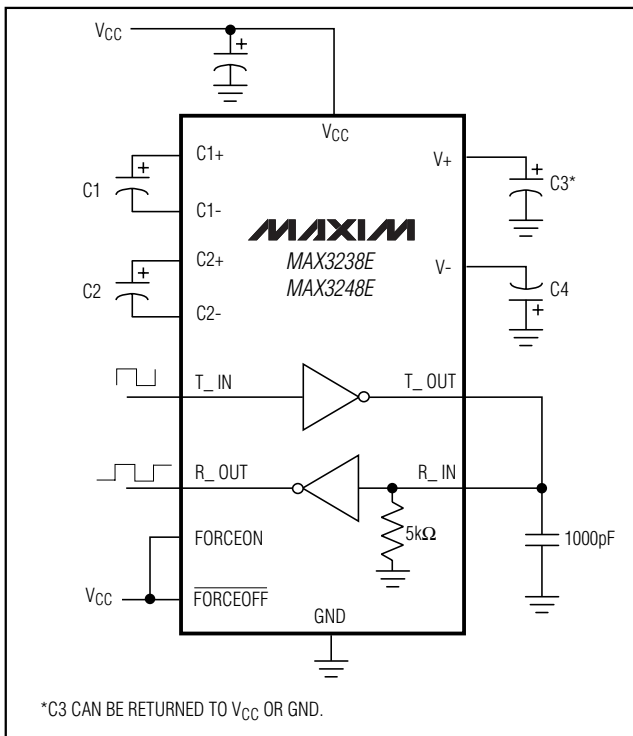 VCC
VCC
C1+
V+
C1
C3*
C1-
MAXIM
C2+
MAX3238E
V-
MAX3248E
C2
C4
C2-
T_ IN
T_ OUT
R_ OUT
R_ IN
5kΩ
1000pF
FORCEON
VCC
FORCEOFF
GND
*C3 CAN BE RETURNED TO VCC OR GND.